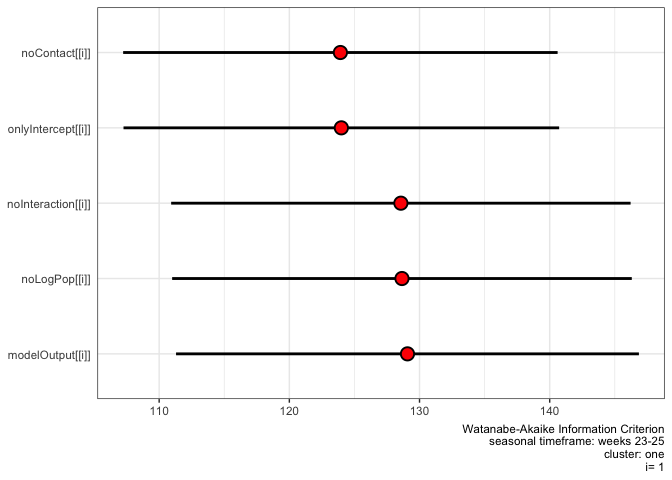 noContact[[i]]
onlyIntercept[[i]]
noInteraction[[i]]
noLogPop[[i]]
modelOutput[[i]]
110 120 130 140
Watanabe-Akaike Information Criterion
seasonal timeframe: weeks 23-25
cluster: one
i= 1